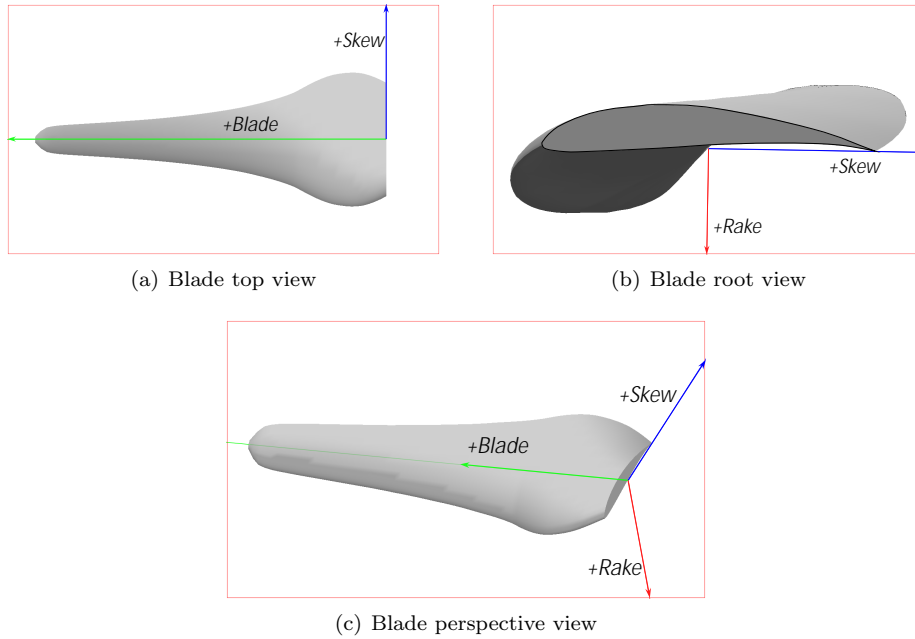 +Skew
+Blade
+Skew
+Rake
(a) Blade top view
(b) Blade root view
+Skew
+Blade
+Rake
(c) Blade perspective view